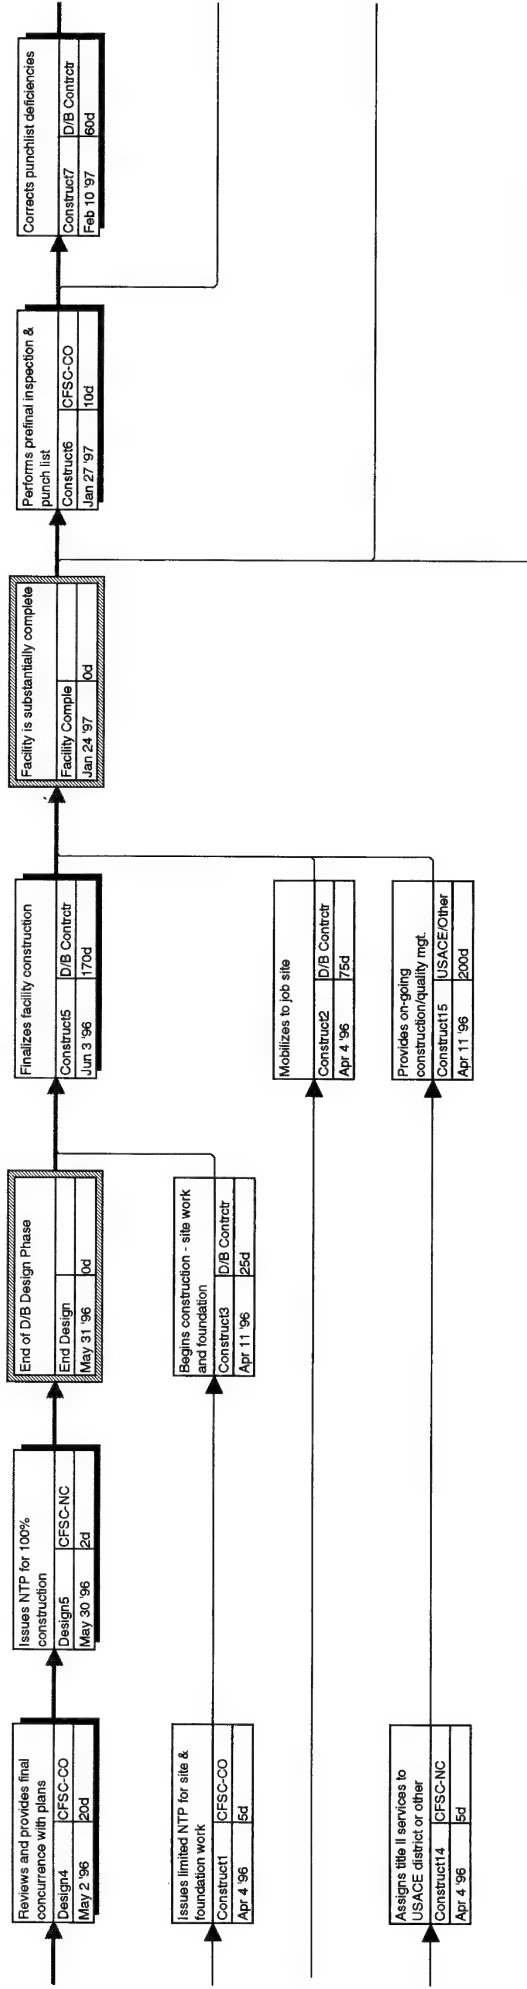 Reviews and provides final
concurrence with plans
Design4 CFSC-CO
May 2 '96 20d
Issues NTP for 100%
construction
Design5 CFSC-NC
May 30 '96 2d
End of D/B Design Phase
End Design
May 31 '96 0d
Finalizes facility construction
Construct5 D/B Contrctr
Jun 3 '96 170d
Facility is substantially complete
Facility Comple
Jan 24 '97 0d
Performs prefinal inspection &
punch list
Construct6 CFSC-CO
Jan 27 '97 10d
Corrects punchlist deficiencies
Construct7 D/B Contrctr
Feb 10 '97 60d
Issues limited NTP for site &
foundation work
Construct1 CFSC-CO
Apr 4 '96 5d
Begins construction - site work
and foundation
Construct3 D/B Contrctr
Apr 11 '96 25d
Mobilizes to job site
Construct2 D/B Contrctr
Apr 4 '96 75d
Assigns title II services to
USACE district or other
Construct14 CFSC-NC
Apr 4 '96 5d
Provides on-going
construction/quality mgt.
Construct15 USACE/Other
Apr 11 '96 200d